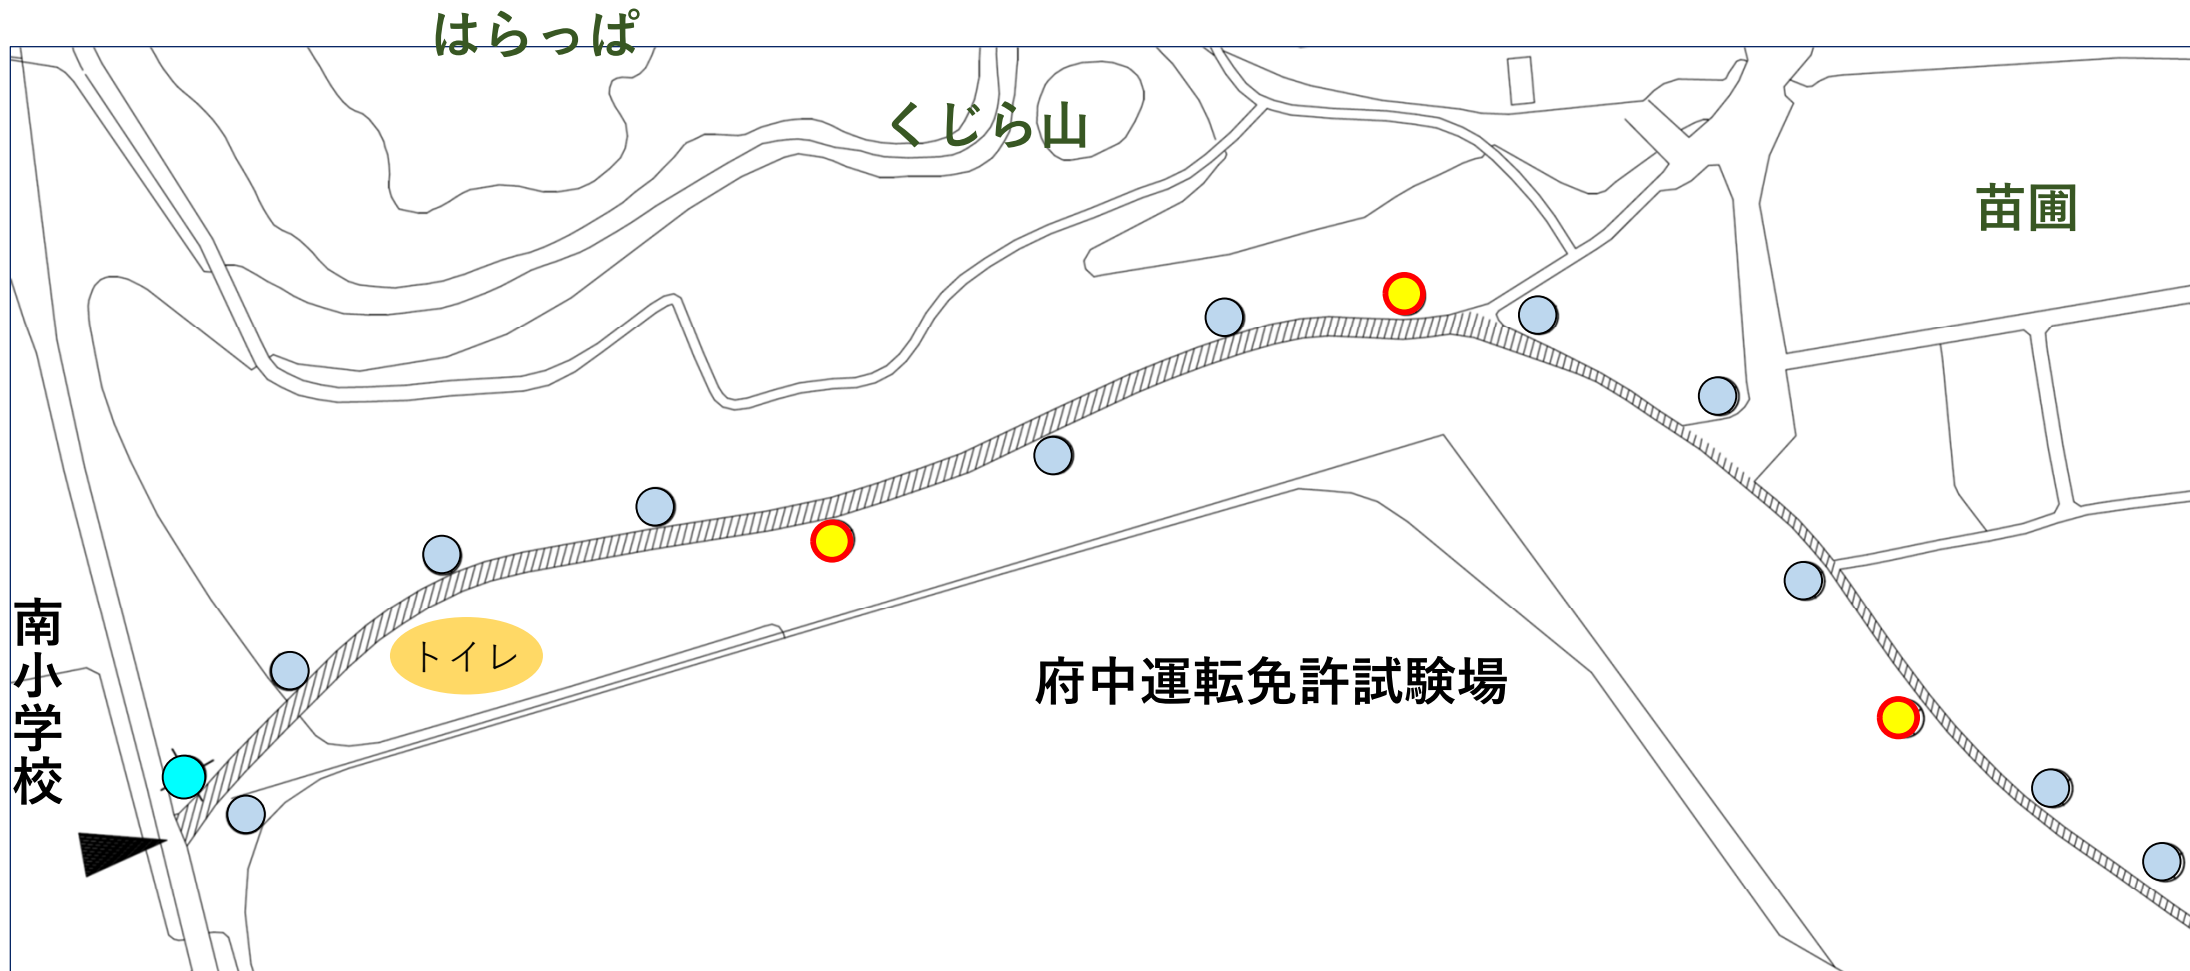 はらっぱ
くじら山
苗圃
南小学校
トイレ
府中運転免許試験場